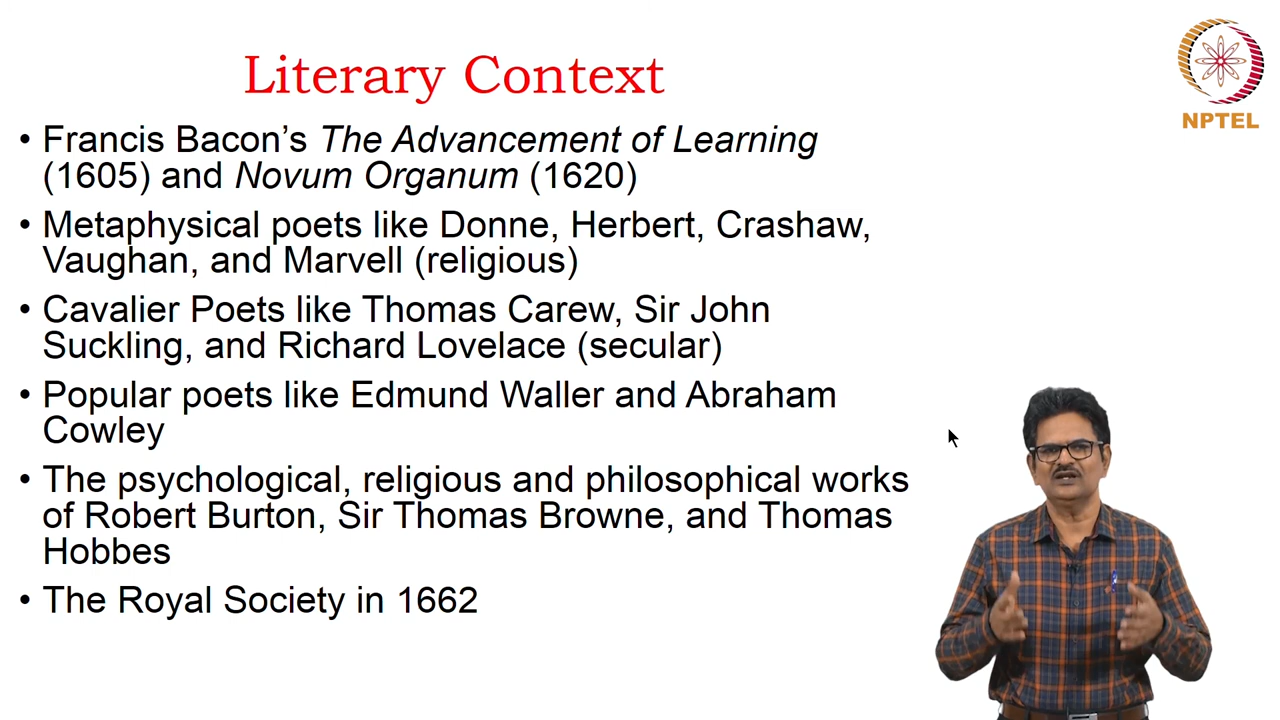 Literary Context
NPTEL
• Francis Bacon’s The Advancement of Learning
(1605) and Novum Organum (1620)
• Metaphysical poets like Donne, Herbert, Crashaw,
Vaughan, and Marvell (religious)
• Cavalier Poets like Thomas Carew, Sir John
Suckling, and Richard Lovelace (secular)
• Popular poets like Edmund Waller and Abraham
Cowley
• The psychological, religious and philosophical works
of Robert Burton, Sir Thomas Browne, and Thomas
Hobbes
• The Royal Society in 1662